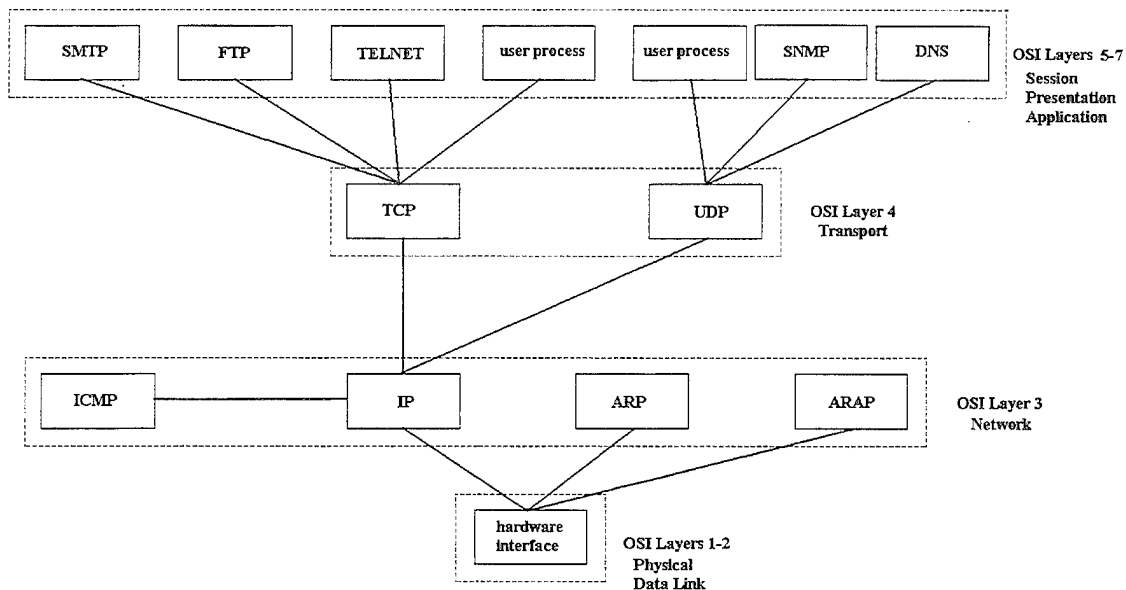 SMTP
FTP
TELNET
user process
user process
SNMP
DNS
OSI Layers 5-7
Session
Presentation
Application
TCP
UDP
OSI Layer 4
Transport
ICMP
IP
ARP
ARAP
OSI Layer 3
Network
hardware
interface
OSI Layers 1-2
Physical
Data Link